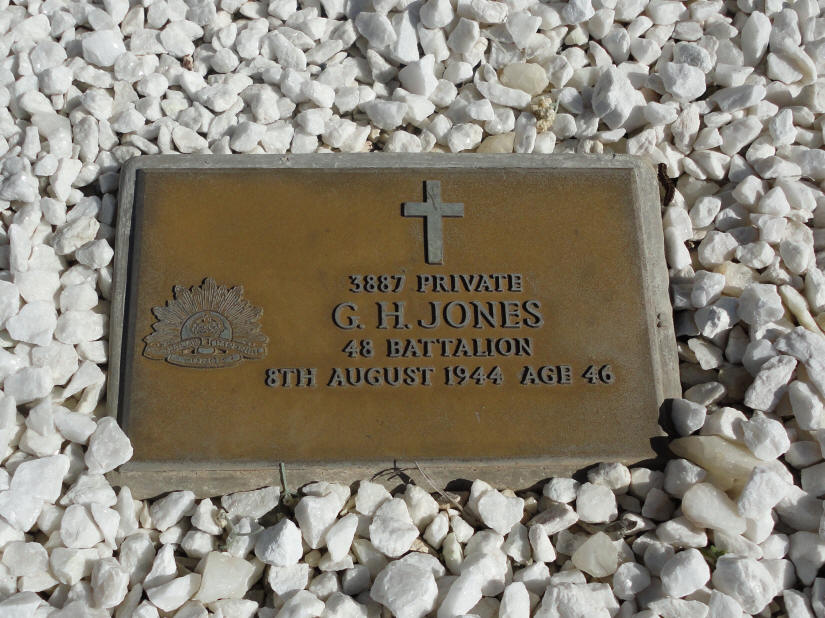 3887 PRIVATE
G. H. JONES
48 BATTALION
8TH AUGUST 1944 AGE 46